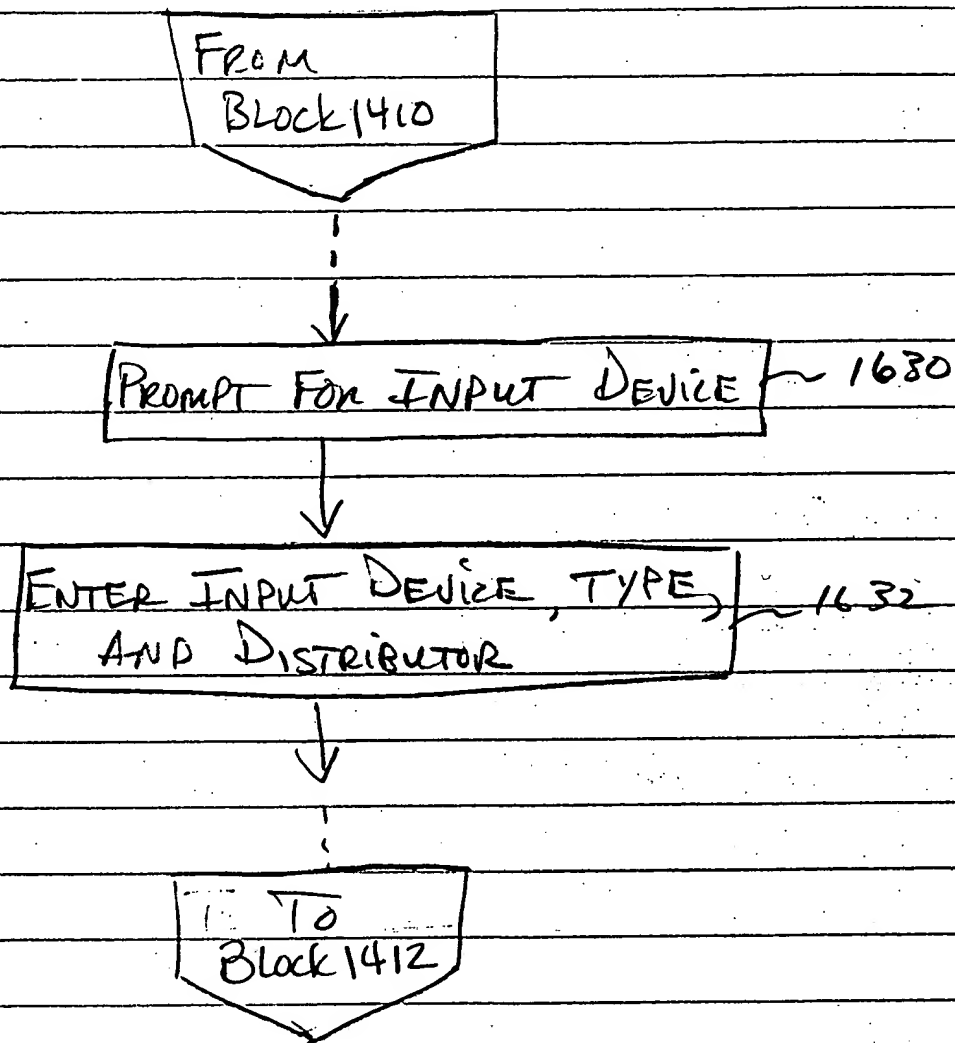 FROM
BLOCK 1410
PROMPT FOR INPUT DEVICE
1630
ENTER INPUT DEVICE, TYPE,
AND DISTRIBUTOR
1632
TO
BLOCK 1412